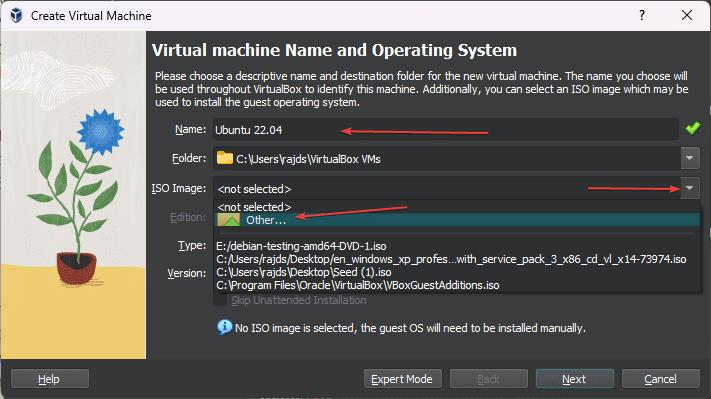 Create Virtual Machine
?
Virtual machine Name and Operating System
Please choose a descriptive name and destination folder for the new virtual machine. The name you choose will
be used throughout VirtualBox to identify this machine. Additionally, you can select an ISO image which may be
used to install the guest operating system.
Name: Ubuntu 22.04
Folder: C:\Users\rajds\VirtualBox VMs
ISO Image: <not selected>
<not selected>
Edition: Other...
Type: E:/debian-testing-amd64-DVD-1.iso
C:/Users/rajds/Desktop/en_windows_xp_profes...with_service_pack_3_x86_cd_vl_x14-73974.iso
Version: C:\Users\rajds\Desktop\Seed (1).iso
C:\Program Files\Oracle\VirtualBox\VBoxGuestAdditions.iso
Skip Unattended Installation
No ISO image is selected, the guest OS will need to be installed manually.
Help Expert Mode Back Next Cancel